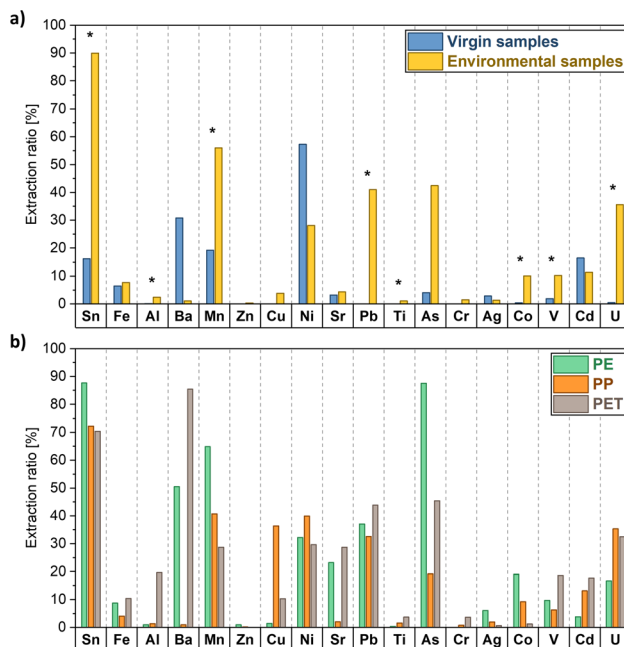 a)
Virgin samples
Environmental samples
Extraction ratio [%]
100
90
80
70
60
50
40
30
20
10
0
*
*
*
*
*
*
*
*
Sn Fe Al Ba Mn Zn Cu Ni Sr Pb Ti As Cr Ag Co V Cd U
b)
PE
PP
PET
Extraction ratio [%]
100
90
80
70
60
50
40
30
20
10
0
Sn Fe Al Ba Mn Zn Cu Ni Sr Pb Ti As Cr Ag Co V Cd U